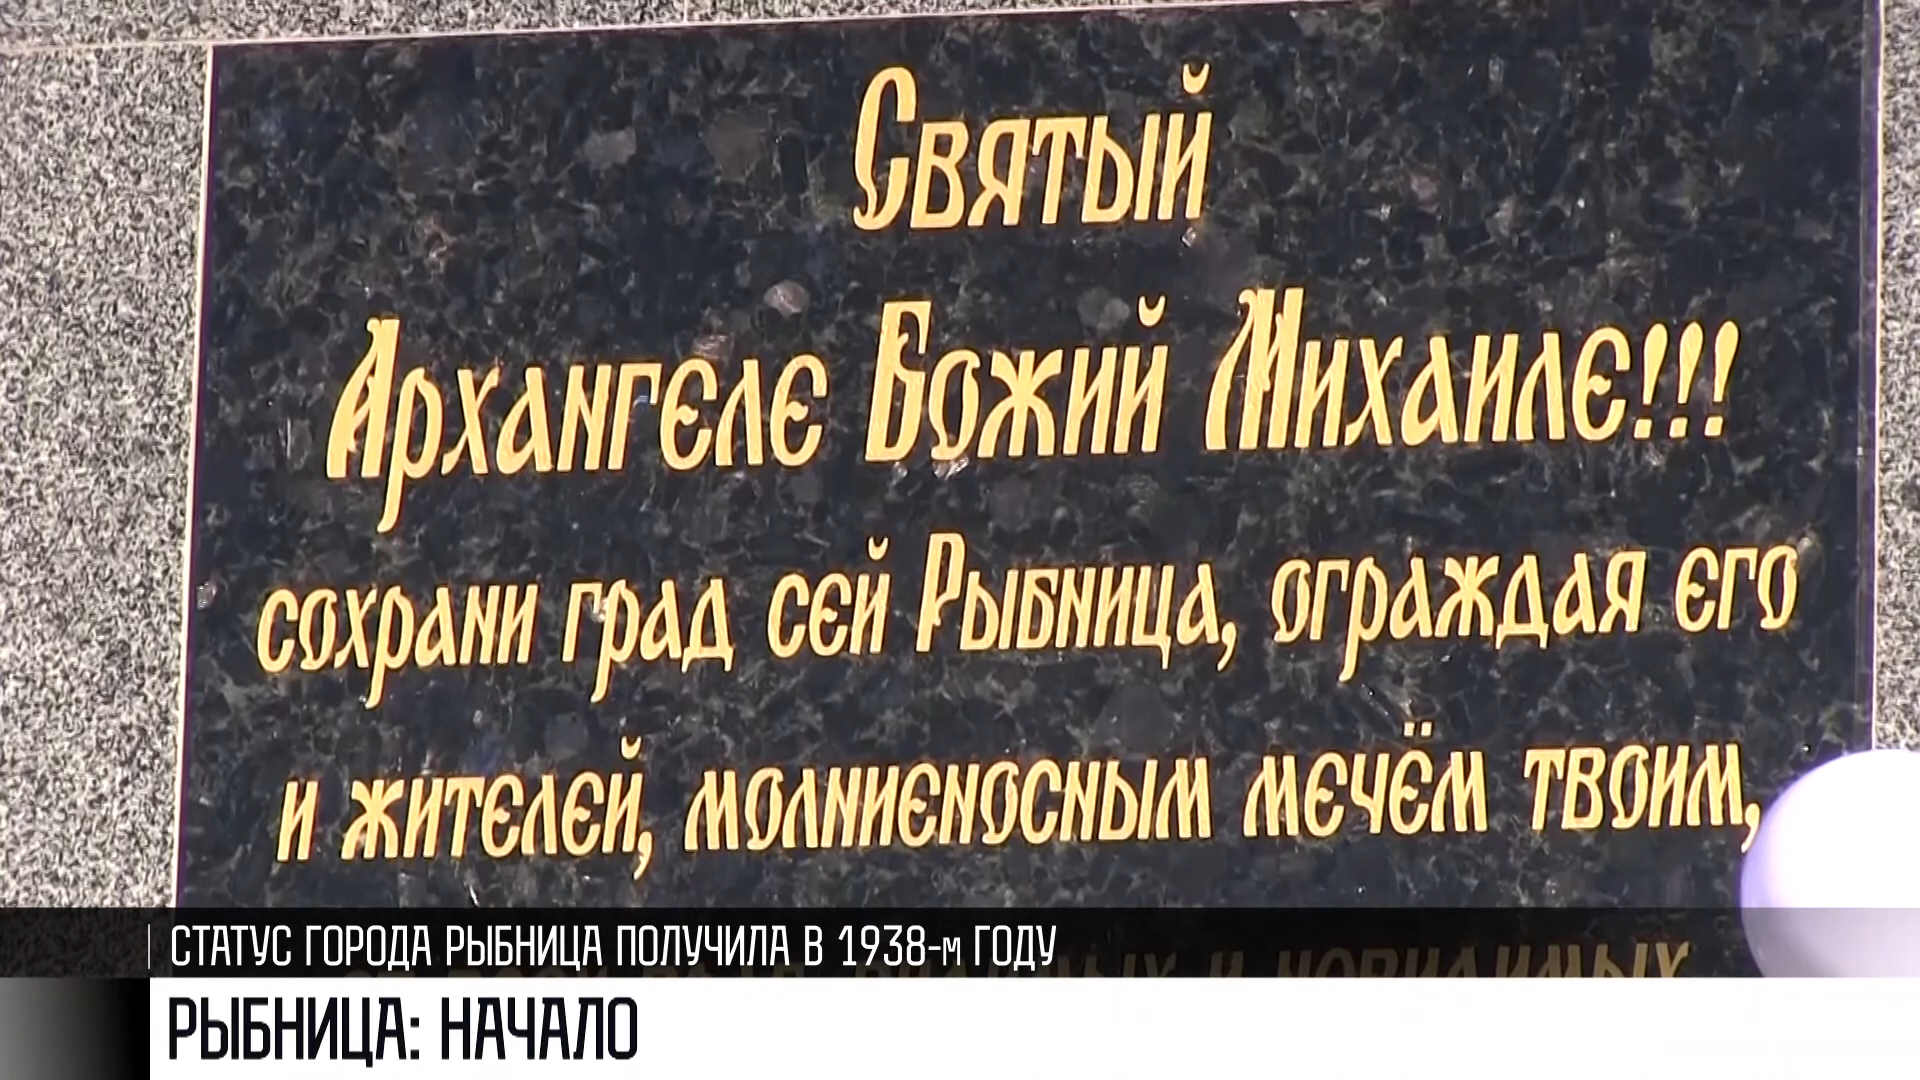 Святый
Архангеле Божий Михаиле!!!
сохрани град сей Рыбница, ограждая его
и жителей, молниеносным мечём твоим,
и невидимых
СТАТУС ГОРОДА РЫБНИЦА ПОЛУЧИЛА В 1938-м ГОДУ
РЫБНИЦА: НАЧАЛО